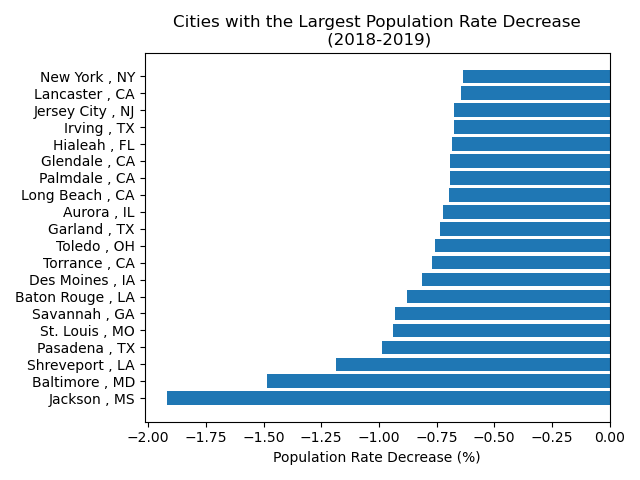 Cities with the Largest Population Rate Decrease
(2018-2019)
New York , NY
Lancaster , CA
Jersey City , NJ
Irving , TX
Hialeah , FL
Glendale , CA
Palmdale , CA
Long Beach , CA
Aurora , IL
Garland , TX
Toledo , OH
Torrance , CA
Des Moines , IA
Baton Rouge , LA
Savannah , GA
St. Louis , MO
Pasadena , TX
Shreveport , LA
Baltimore , MD
Jackson , MS
−2.00 −1.75 −1.50 −1.25 −1.00 −0.75 −0.50 −0.25 0.00
Population Rate Decrease (%)